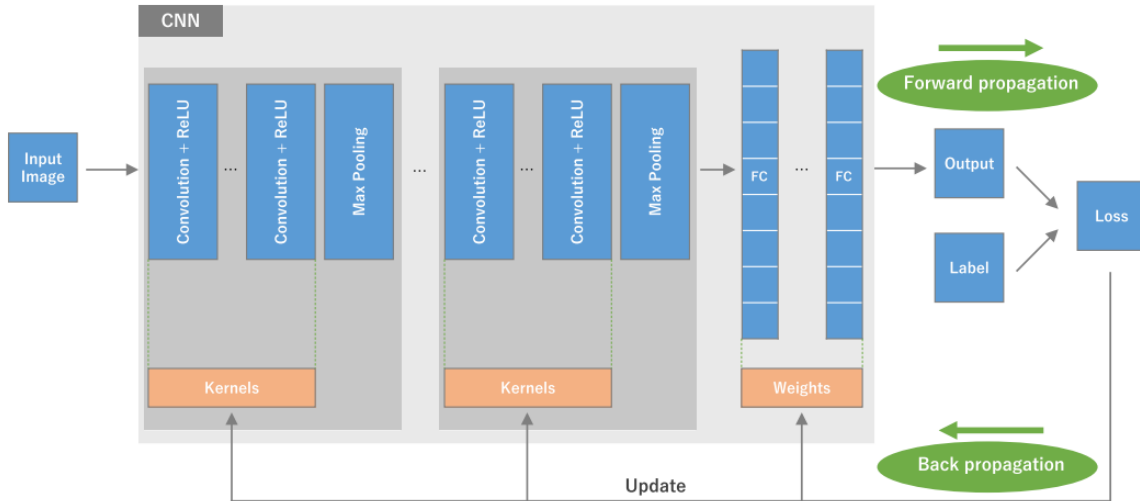 CNN
Forward propagation
Input
Image
Convolution + ReLU
...
Convolution + ReLU
Max Pooling
...
Convolution + ReLU
...
Convolution + ReLU
Max Pooling
FC
...
FC
Output
Label
Loss
Kernels
Kernels
Weights
Back propagation
Update